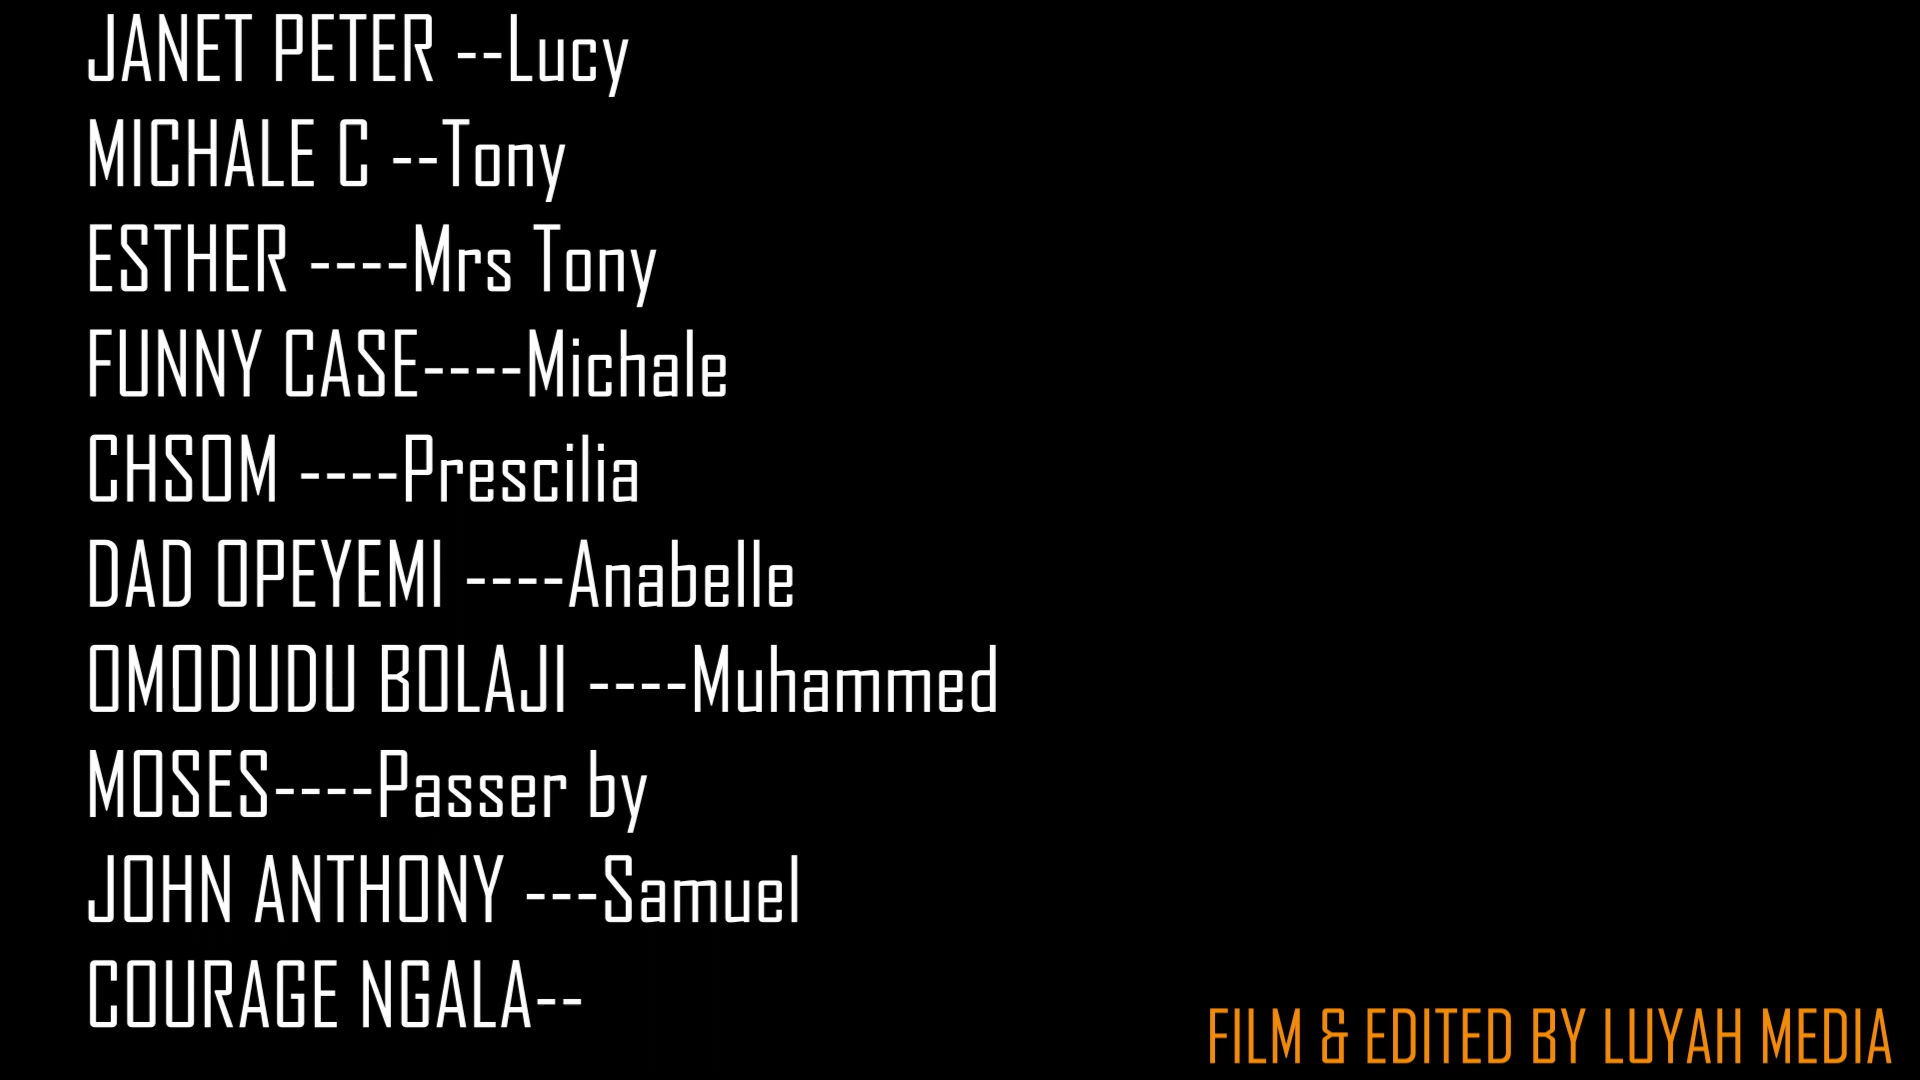 JANET PETER --Lucy
MICHALE C --Tony
ESTHER ----Mrs Tony
FUNNY CASE----Michale
CHSOM ----Prescilia
DAD OPEYEMI ----Anabelle
OMODUDU BOLAJI ----Muhammed
MOSES----Passer by
JOHN ANTHONY ---Samuel
COURAGE NGALA--
FILM & EDITED BY LUYAH MEDIA